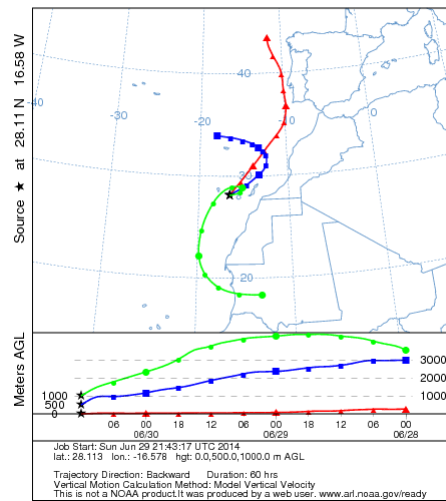 Source ★ at 28.11 N 16.58 W
-40
-30
-20
-10
0
40
30
20
Meters AGL
1000
500
0
3000
2000
1000
06 00 18 12 06 00 18 12 06 00
06/30 06/29 06/28
Job Start: Sun Jun 29 21:43:17 UTC 2014
lat.: 28.113 lon.: -16.578 hgt: 0.0,500.0,1000.0 m AGL
Trajectory Direction: Backward Duration: 60 hrs
Vertical Motion Calculation Method: Model Vertical Velocity
This is not a NOAA product.It was produced by a web user. www.arl.noaa.gov/ready